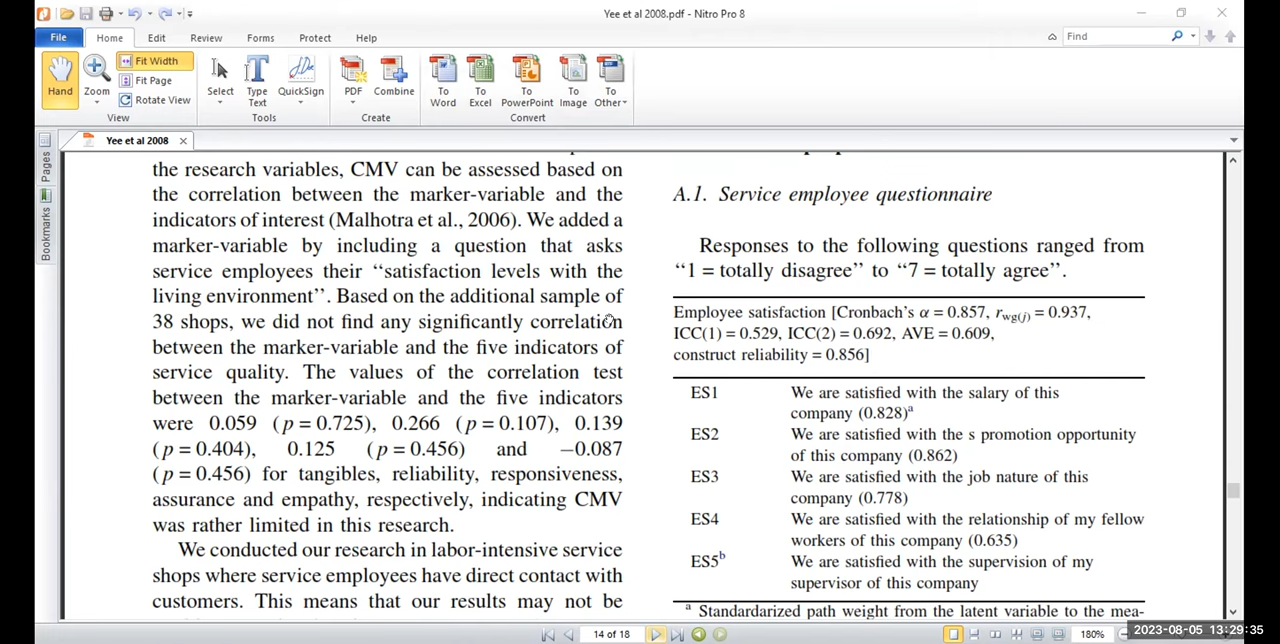 Yee et al 2008.pdf - Nitro Pro 8
File Home Edit Review Forms Protect Help
Find
Hand
Zoom
Fit Width
Fit Page
Rotate View
View
Select
Type
Text
QuickSign
Tools
PDF
Combine
Create
To
Word
To
Excel
To
PowerPoint
To
Image
To
Other
Convert
Yee et al 2008
Pages
Bookmarks
the research variables, CMV can be assessed based on
the correlation between the marker-variable and the
indicators of interest (Malhotra et al., 2006). We added a
marker-variable by including a question that asks
service employees their ‘‘satisfaction levels with the
living environment’’. Based on the additional sample of
38 shops, we did not find any significantly correlation
between the marker-variable and the five indicators of
service quality. The values of the correlation test
between the marker-variable and the five indicators
were 0.059 (p = 0.725), 0.266 (p = 0.107), 0.139
(p = 0.404), 0.125 (p = 0.456) and −0.087
(p = 0.456) for tangibles, reliability, responsiveness,
assurance and empathy, respectively, indicating CMV
was rather limited in this research.
We conducted our research in labor-intensive service
shops where service employees have direct contact with
customers. This means that our results may not be
A.1. Service employee questionnaire
Responses to the following questions ranged from
‘‘1 = totally disagree’’ to ‘‘7 = totally agree’’.
Employee satisfaction [Cronbach's α = 0.857, rwg(j) = 0.937,
ICC(1) = 0.529, ICC(2) = 0.692, AVE = 0.609,
construct reliability = 0.856]
ES1 We are satisfied with the salary of this
company (0.828)a
ES2 We are satisfied with the s promotion opportunity
of this company (0.862)
ES3 We are satisfied with the job nature of this
company (0.778)
ES4 We are satisfied with the relationship of my fellow
workers of this company (0.635)
ES5b We are satisfied with the supervision of my
supervisor of this company
a Standardarized path weight from the latent variable to the mea-
14 of 18
180%
2023-08-05 13:29:35